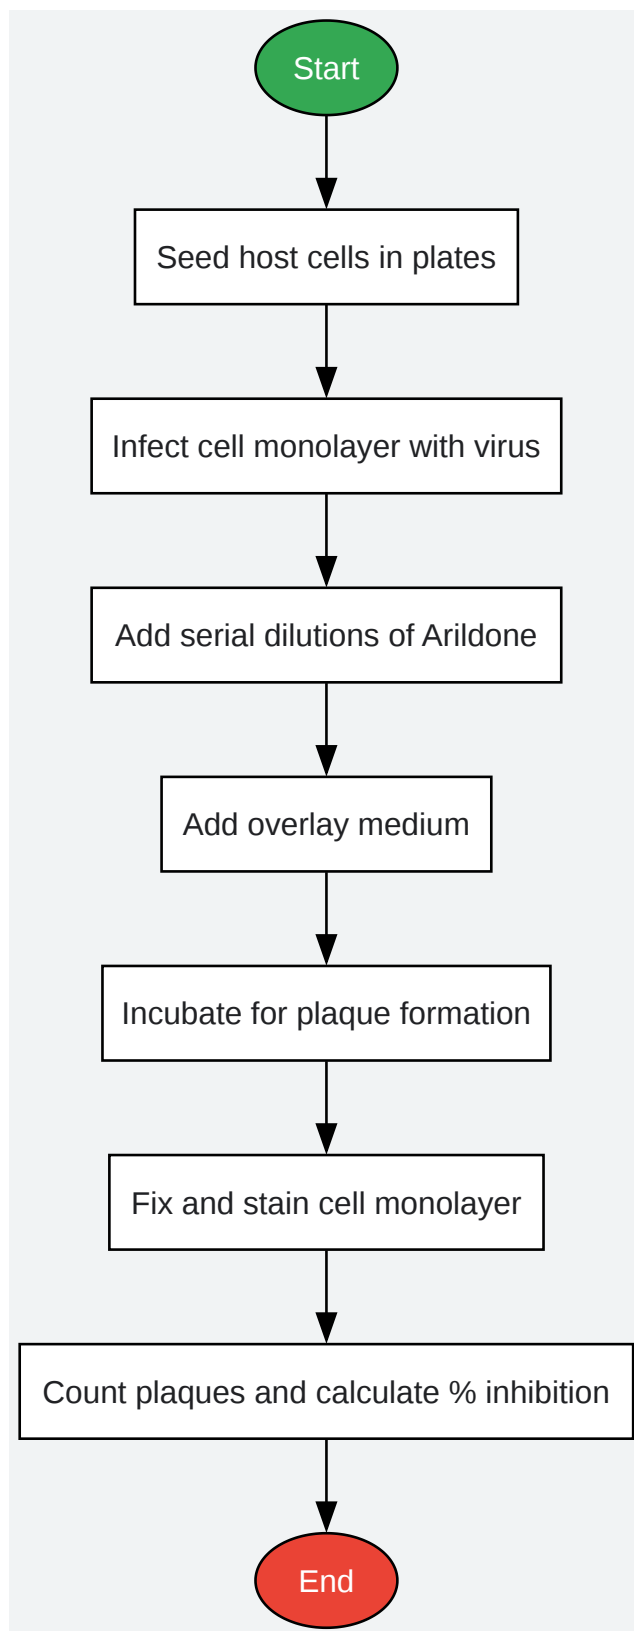 Start
Seed host cells in plates
Infect cell monolayer with virus
Add serial dilutions of Arildone
Add overlay medium
Incubate for plaque formation
Fix and stain cell monolayer
Count plaques and calculate % inhibition
End